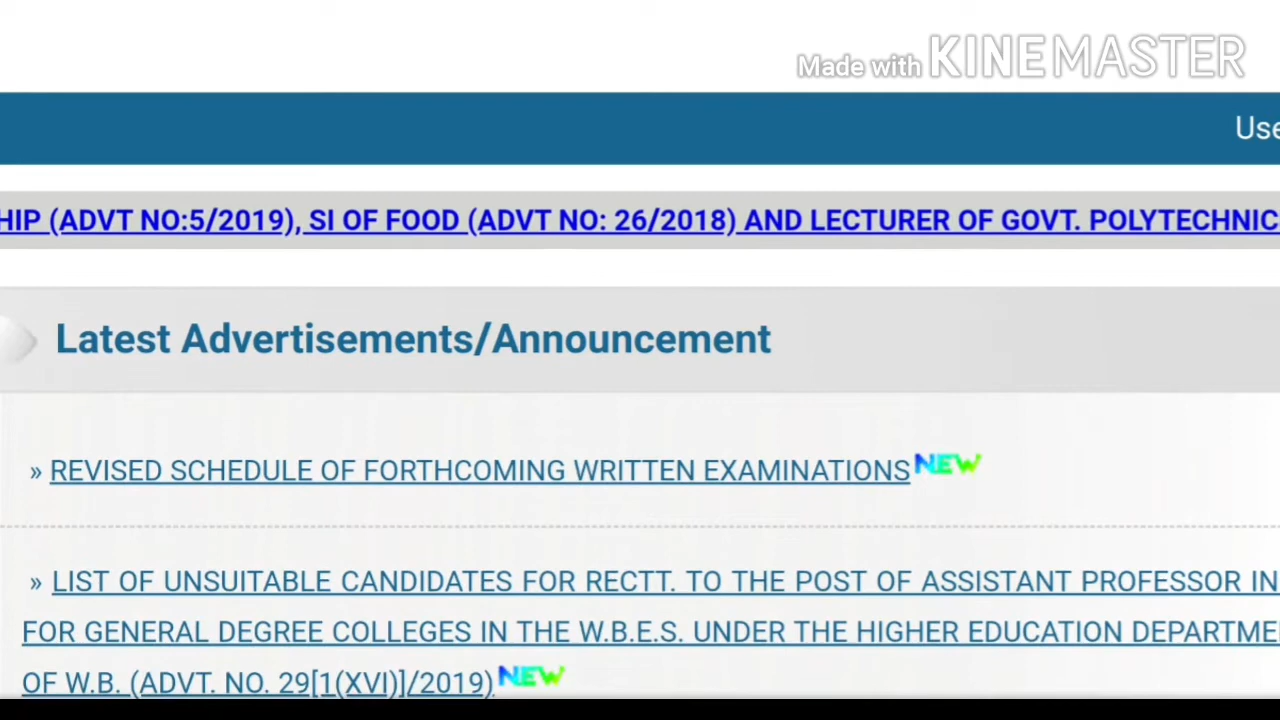 Made with KINEMASTER
HIP (ADVT NO:5/2019), SI OF FOOD (ADVT NO: 26/2018) AND LECTURER OF GOVT. POLYTECHNIC
Latest Advertisements/Announcement
» REVISED SCHEDULE OF FORTHCOMING WRITTEN EXAMINATIONS NEW
» LIST OF UNSUITABLE CANDIDATES FOR RECTT. TO THE POST OF ASSISTANT PROFESSOR IN
FOR GENERAL DEGREE COLLEGES IN THE W.B.E.S. UNDER THE HIGHER EDUCATION
OF W.B. (ADVT. NO. 29[1(XVI)]/2019) NEW